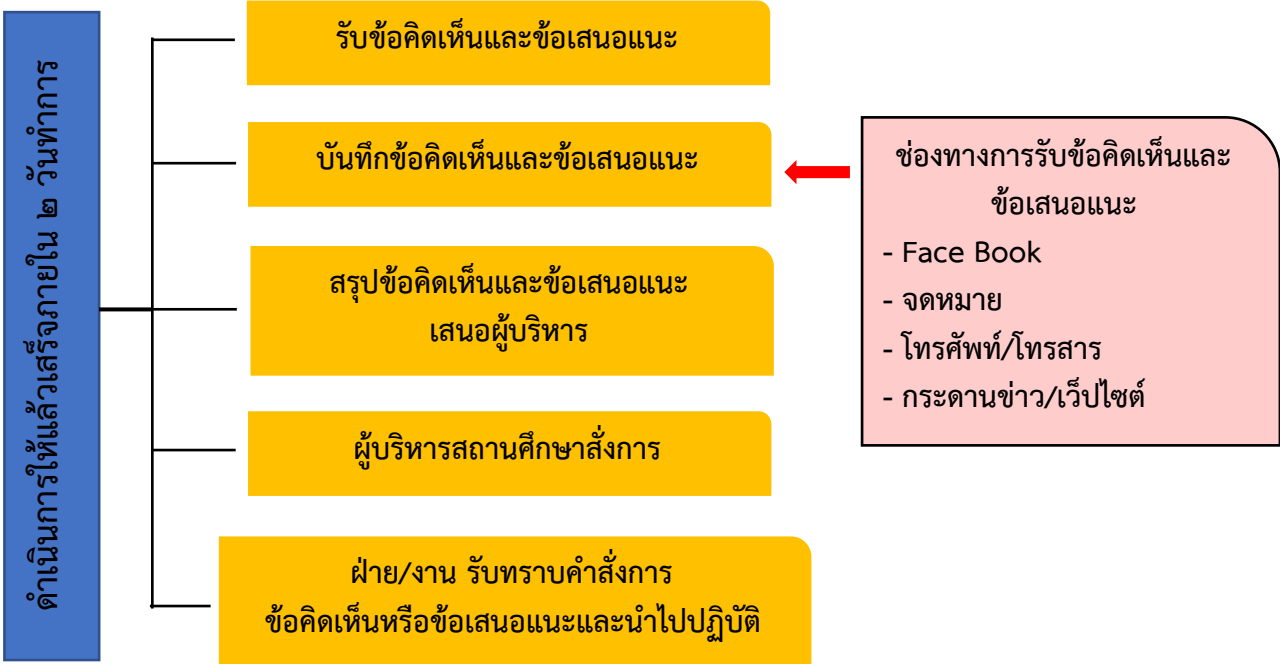 ดำเนินการให้แล้วเสร็จภายใน ๒ วันทำการ
รับข้อคิดเห็นและข้อเสนอแนะ
บันทึกข้อคิดเห็นและข้อเสนอแนะ
สรุปข้อคิดเห็นและข้อเสนอแนะ
เสนอผู้บริหาร
ผู้บริหารสถานศึกษาสั่งการ
ฝ่าย/งาน รับทราบคำสั่งการ
ข้อคิดเห็นหรือข้อเสนอแนะและนำไปปฏิบัติ
ช่องทางการรับข้อคิดเห็นและ
ข้อเสนอแนะ
- Face Book
- จดหมาย
- โทรศัพท์/โทรสาร
- กระดานข่าว/เว็ปไซต์